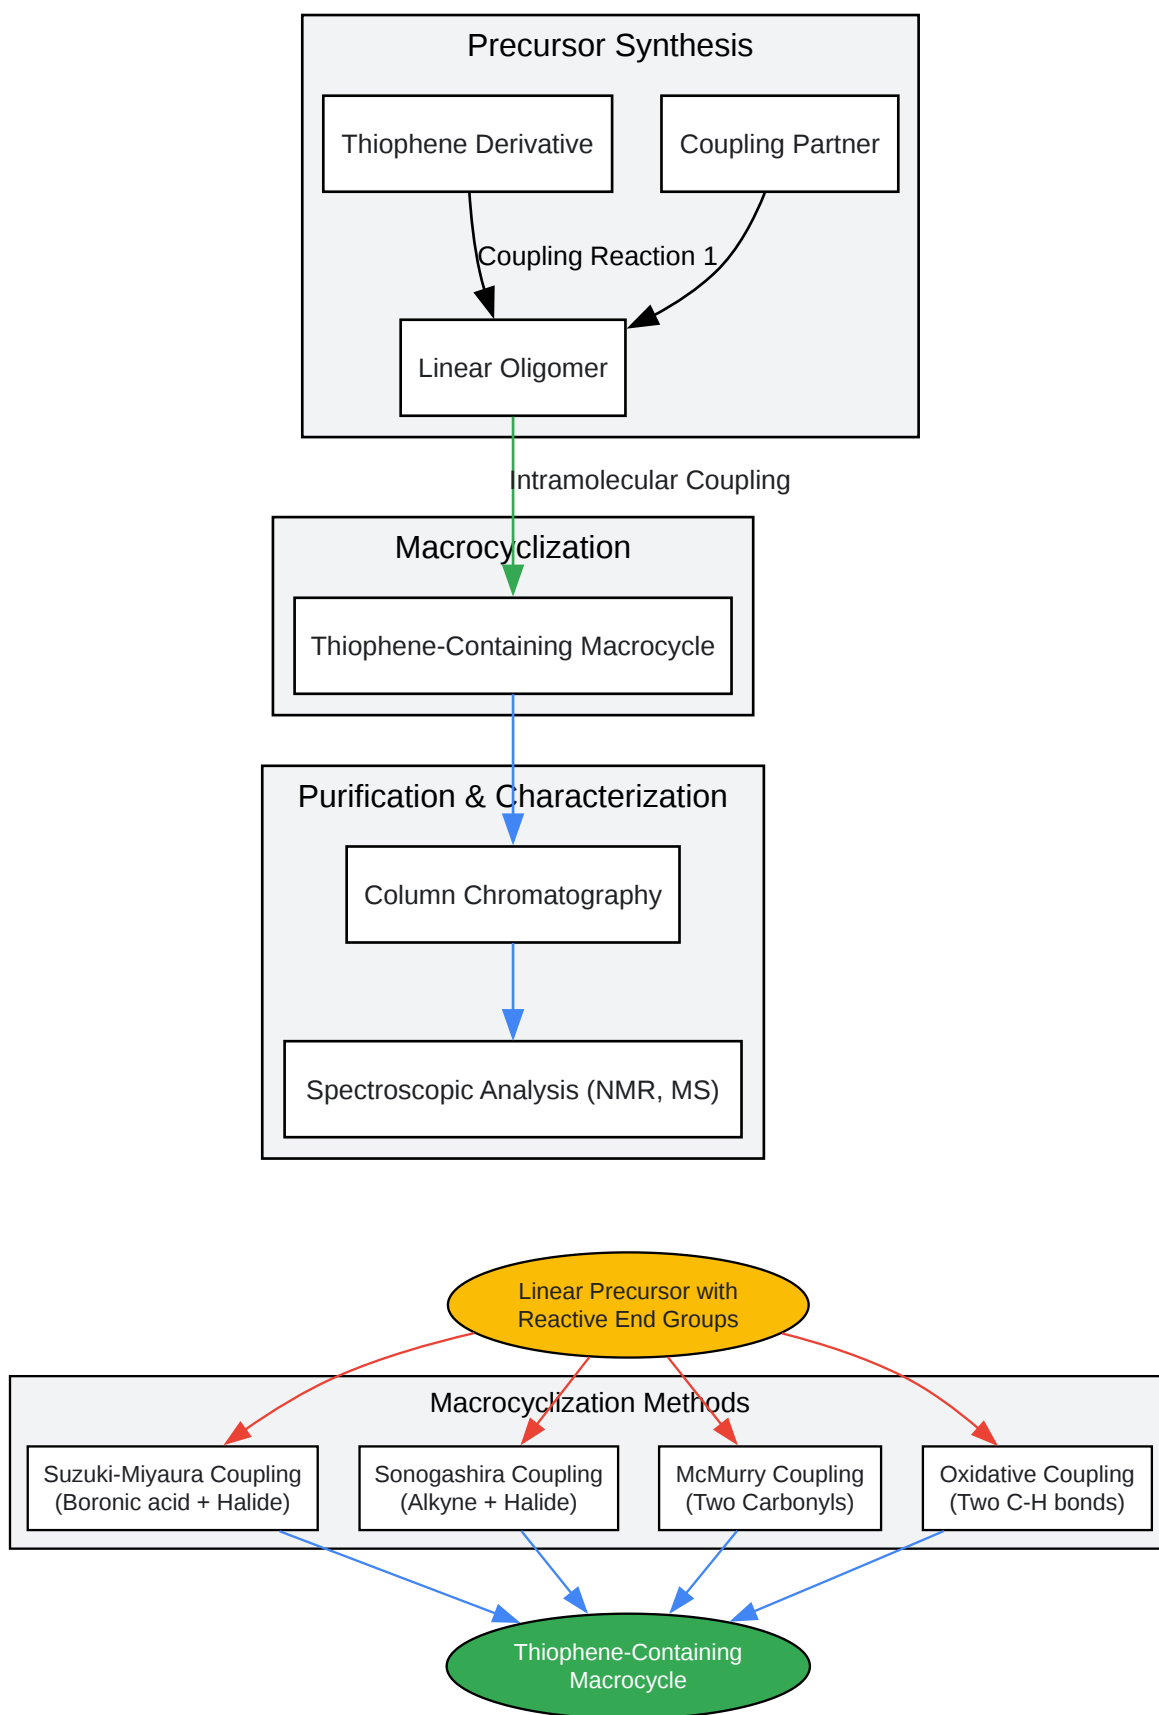 Precursor Synthesis
Thiophene Derivative
Coupling Partner
Coupling Reaction 1
Linear Oligomer
Intramolecular Coupling
Macrocyclization
Thiophene-Containing Macrocycle
Purification & Characterization
Column Chromatography
Spectroscopic Analysis (NMR, MS)
Linear Precursor with
Reactive End Groups
Macrocyclization Methods
Suzuki-Miyaura Coupling
(Boronic acid + Halide)
Sonogashira Coupling
(Alkyne + Halide)
McMurry Coupling
(Two Carbonyls)
Oxidative Coupling
(Two C-H bonds)
Thiophene-Containing
Macrocycle